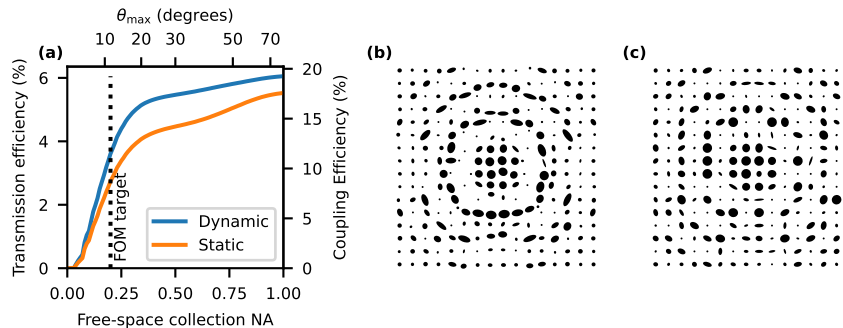 θmax (degrees)
(a)
10 20 30 50 70
(b)
(c)
Transmission efficiency (%)
6
4
2
0
FOM target
Dynamic
Static
20
15
10
5
0
Coupling Efficiency (%)
0.00 0.25 0.50 0.75 1.00
Free-space collection NA